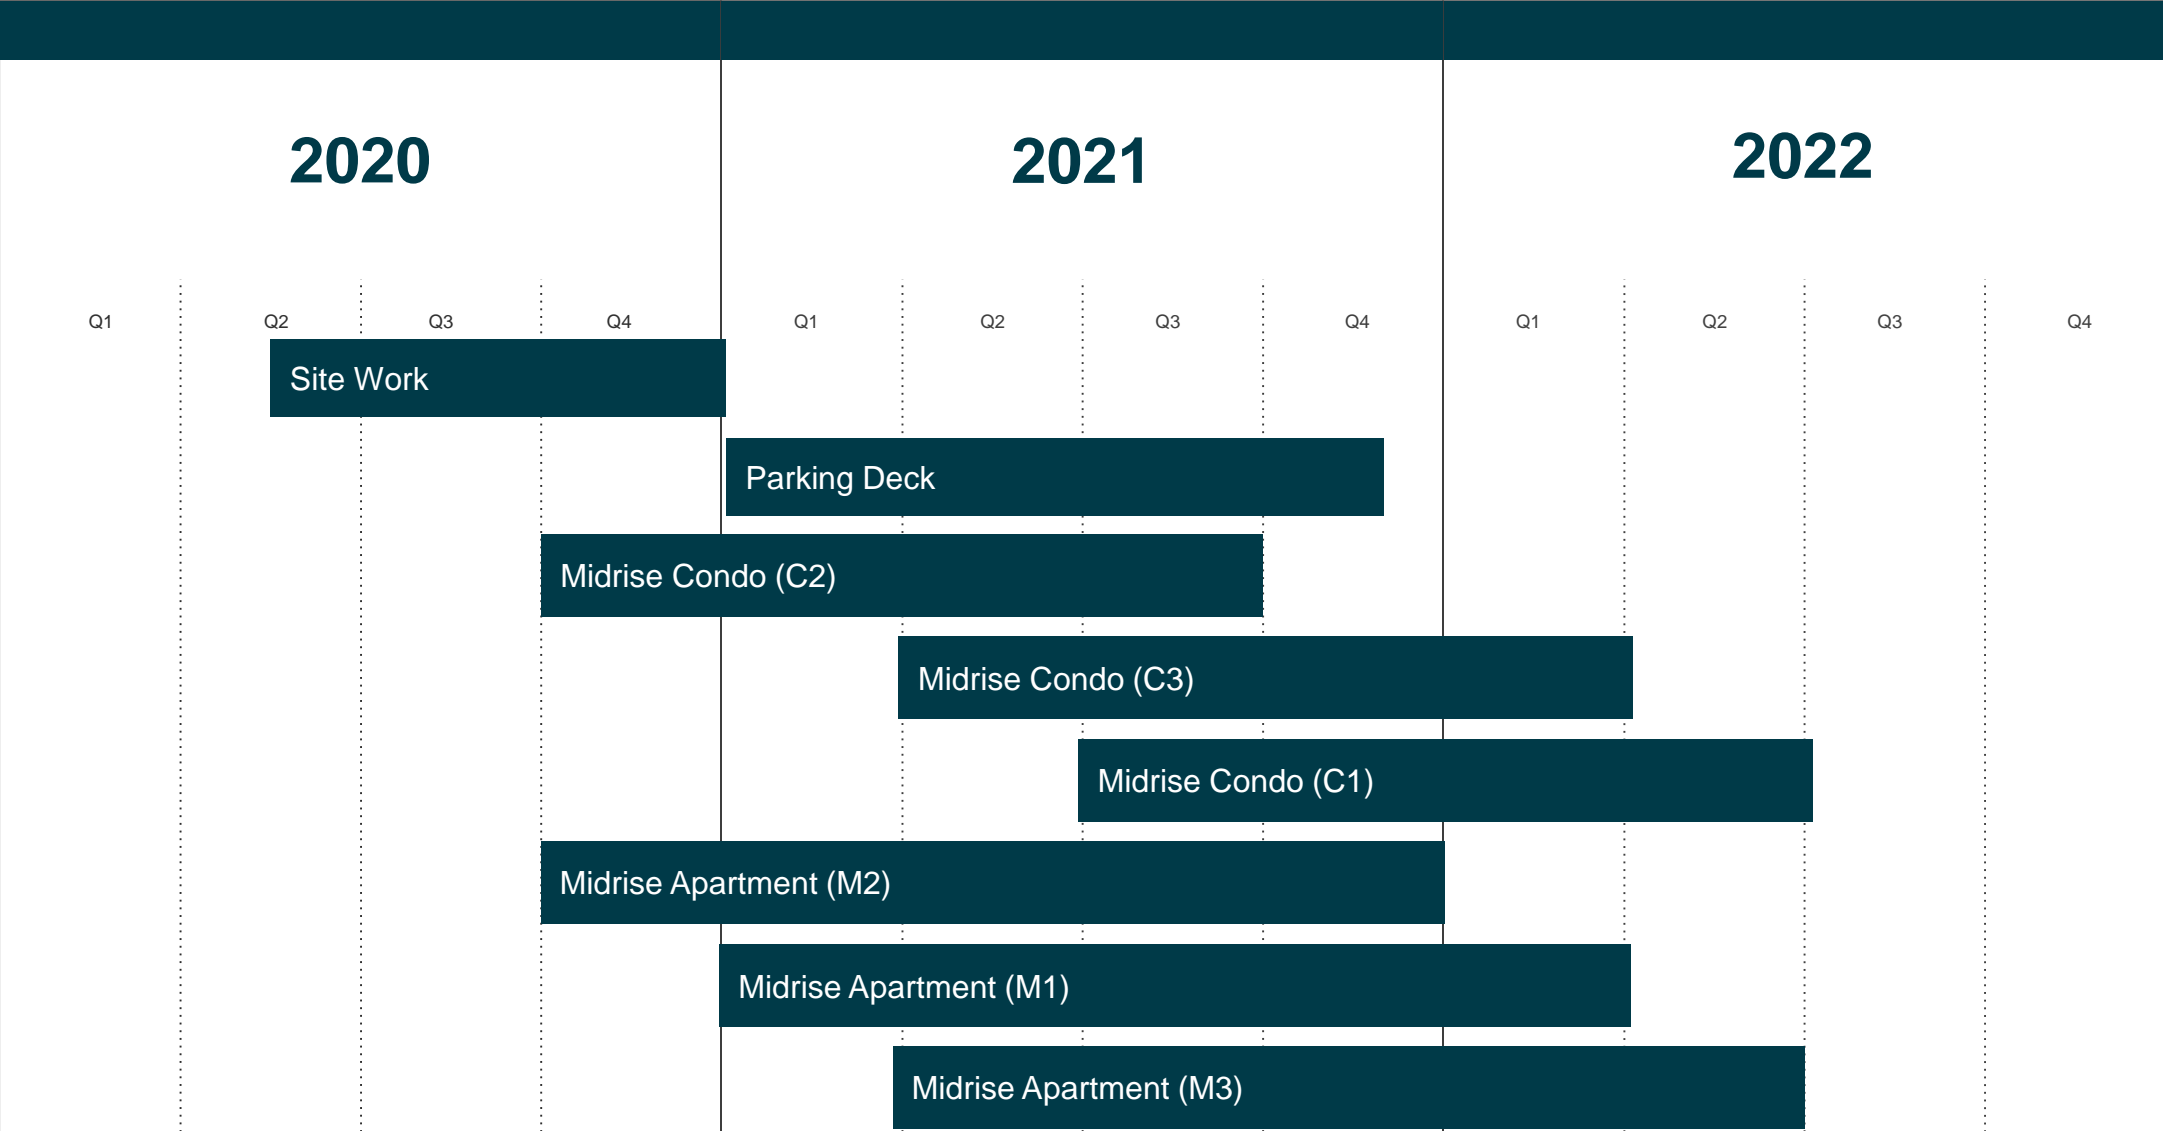 2020
2021
2022
Q1 Q2 Q3 Q4 Q1 Q2 Q3 Q4 Q1 Q2 Q3 Q4
Site Work
Parking Deck
Midrise Condo (C2)
Midrise Condo (C3)
Midrise Condo (C1)
Midrise Apartment (M2)
Midrise Apartment (M1)
Midrise Apartment (M3)